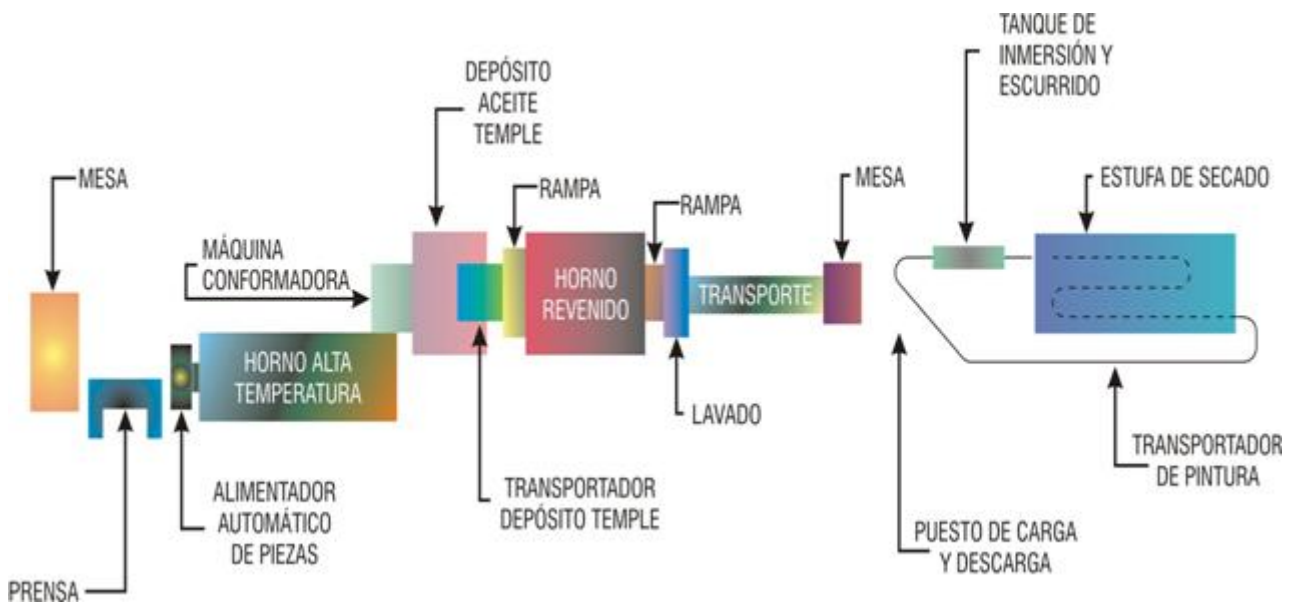 TANQUE DE
INMERSIÓN Y
ESCURRIDO
DEPÓSITO
ACEITE
TEMPLE
MESA
RAMPA
RAMPA
MESA
ESTUFA DE SECADO
MÁQUINA
CONFORMADORA
HORNO
REVENIDO
TRANSPORTE
HORNO ALTA
TEMPERATURA
LAVADO
ALIMENTADOR
AUTOMÁTICO
DE PIEZAS
TRANSPORTADOR
DEPÓSITO TEMPLE
TRANSPORTADOR
DE PINTURA
PUESTO DE CARGA
Y DESCARGA
PRENSA